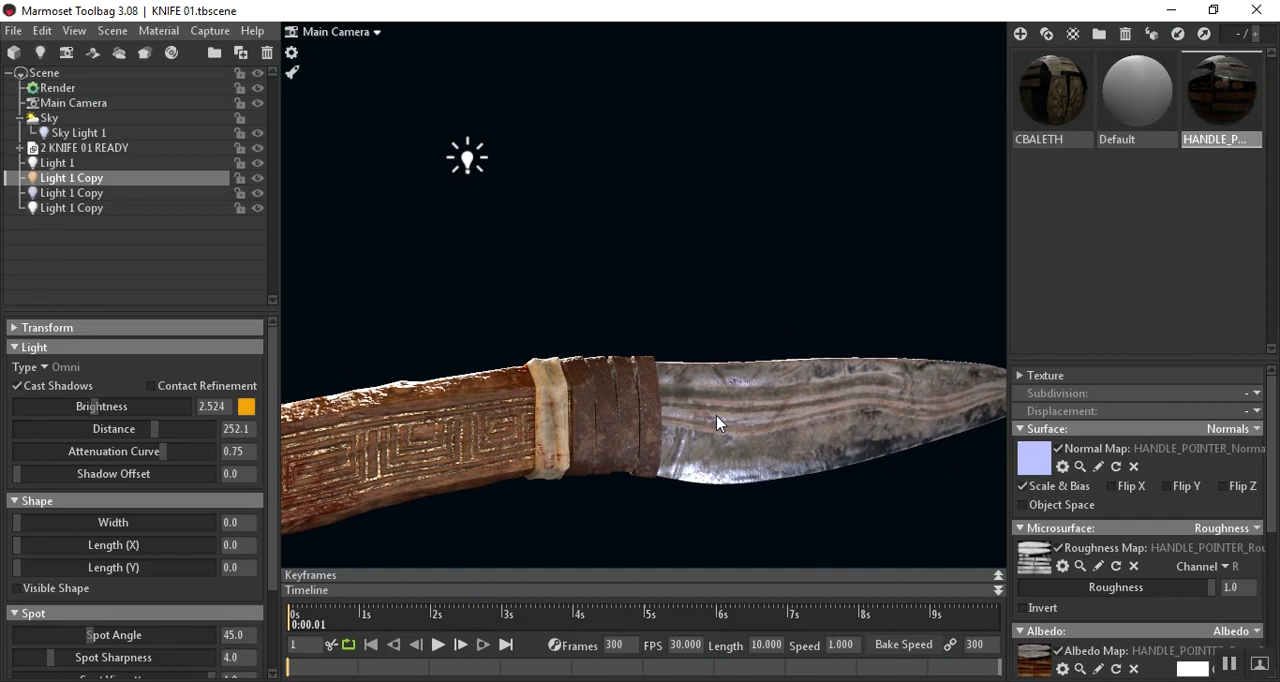 Marmoset Toolbag 3.08 | KNIFE 01.tbscene
File Edit View Scene Material Capture Help
Main Camera
- / +
Scene
Render
Main Camera
Sky
Sky Light 1
2 KNIFE 01 READY
Light 1
Light 1 Copy
Light 1 Copy
Light 1 Copy
CBALETH Default HANDLE_P...
Transform
Light
Type Omni
Cast Shadows Contact Refinement
Brightness 2.524
Distance 252.1
Attenuation Curve 0.75
Shadow Offset 0.0
Shape
Width 0.0
Length (X) 0.0
Length (Y) 0.0
Visible Shape
Spot
Spot Angle 45.0
Spot Sharpness 4.0
Keyframes
Timeline
0s 1s 2s 3s 4s 5s 6s 7s 8s 9s
0:00.01
1 Frames 300 FPS 30.000 Length 10.000 Speed 1.000 Bake Speed 300
Texture
Subdivision: -
Displacement: -
Surface: Normals
Normal Map: HANDLE_POINTER_Norma
Scale & Bias Flip X Flip Y Flip Z
Object Space
Microsurface: Roughness
Roughness Map: HANDLE_POINTER_Rou
Channel R
Roughness 1.0
Invert
Albedo: Albedo
Albedo Map: HANDLE_POINTER